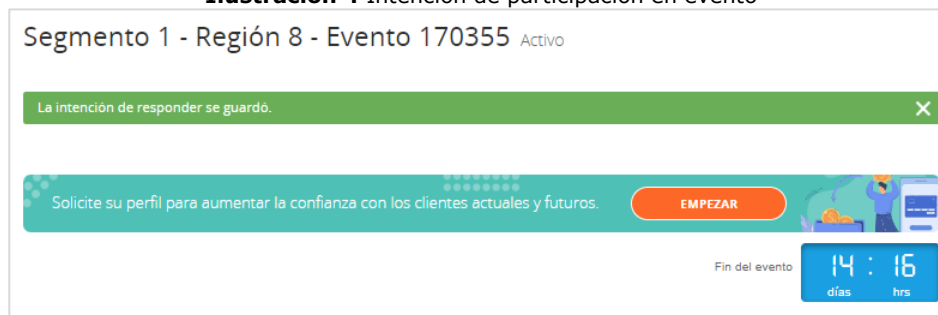 Ilustración 4 Intención de participación en evento
Segmento 1 - Región 8 - Evento 170355 Activo
La intención de responder se guardó.
Solicite su perfil para aumentar la confianza con los clientes actuales y futuros. EMPEZAR
Fin del evento 14 : 16
días hrs